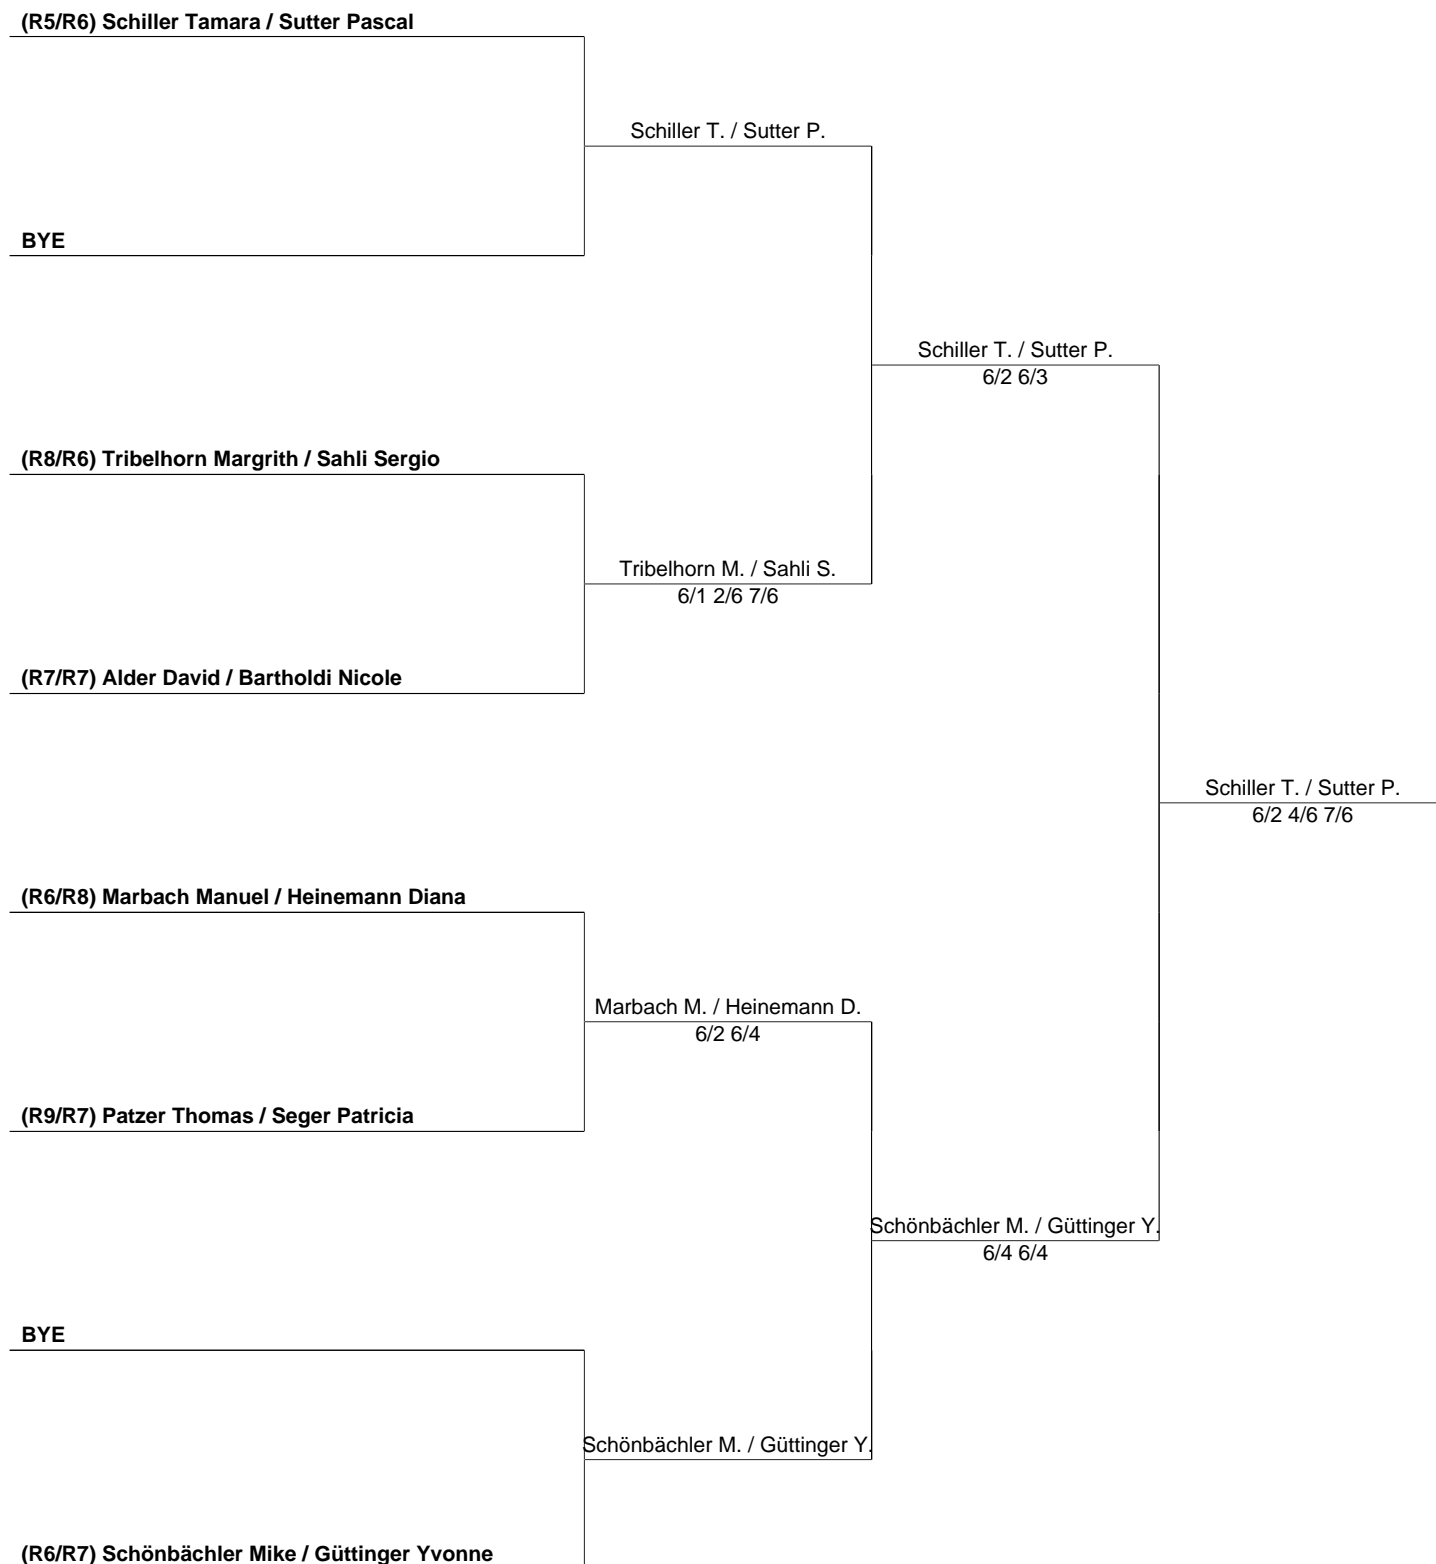 (R5/R6) Schiller Tamara / Sutter Pascal
Schiller T. / Sutter P.
BYE
Schiller T. / Sutter P.
6/2 6/3
(R8/R6) Tribelhorn Margrith / Sahli Sergio
Tribelhorn M. / Sahli S.
6/1 2/6 7/6
(R7/R7) Alder David / Bartholdi Nicole
Schiller T. / Sutter P.
6/2 4/6 7/6
(R6/R8) Marbach Manuel / Heinemann Diana
Marbach M. / Heinemann D.
6/2 6/4
(R9/R7) Patzer Thomas / Seger Patricia
Schönbächler M. / Güttinger Y.
6/4 6/4
BYE
Schönbächler M. / Güttinger Y.
(R6/R7) Schönbächler Mike / Güttinger Yvonne